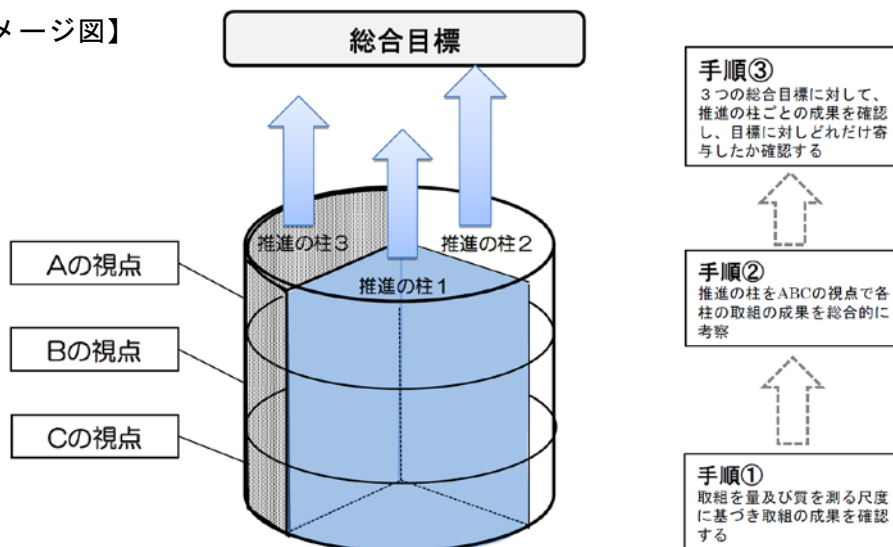 メージ図】
総合目標
推進の柱3
推進の柱2
推進の柱1
Aの視点
Bの視点
Cの視点
手順③
３つの総合目標に対して、
推進の柱ごとの成果を確認
し、目標に対しどれだけ寄
与したか確認する
手順②
推進の柱をABCの視点で各
柱の取組の成果を総合的に
考察
手順①
取組を量及び質を測る尺度
に基づき取組の成果を確認
する